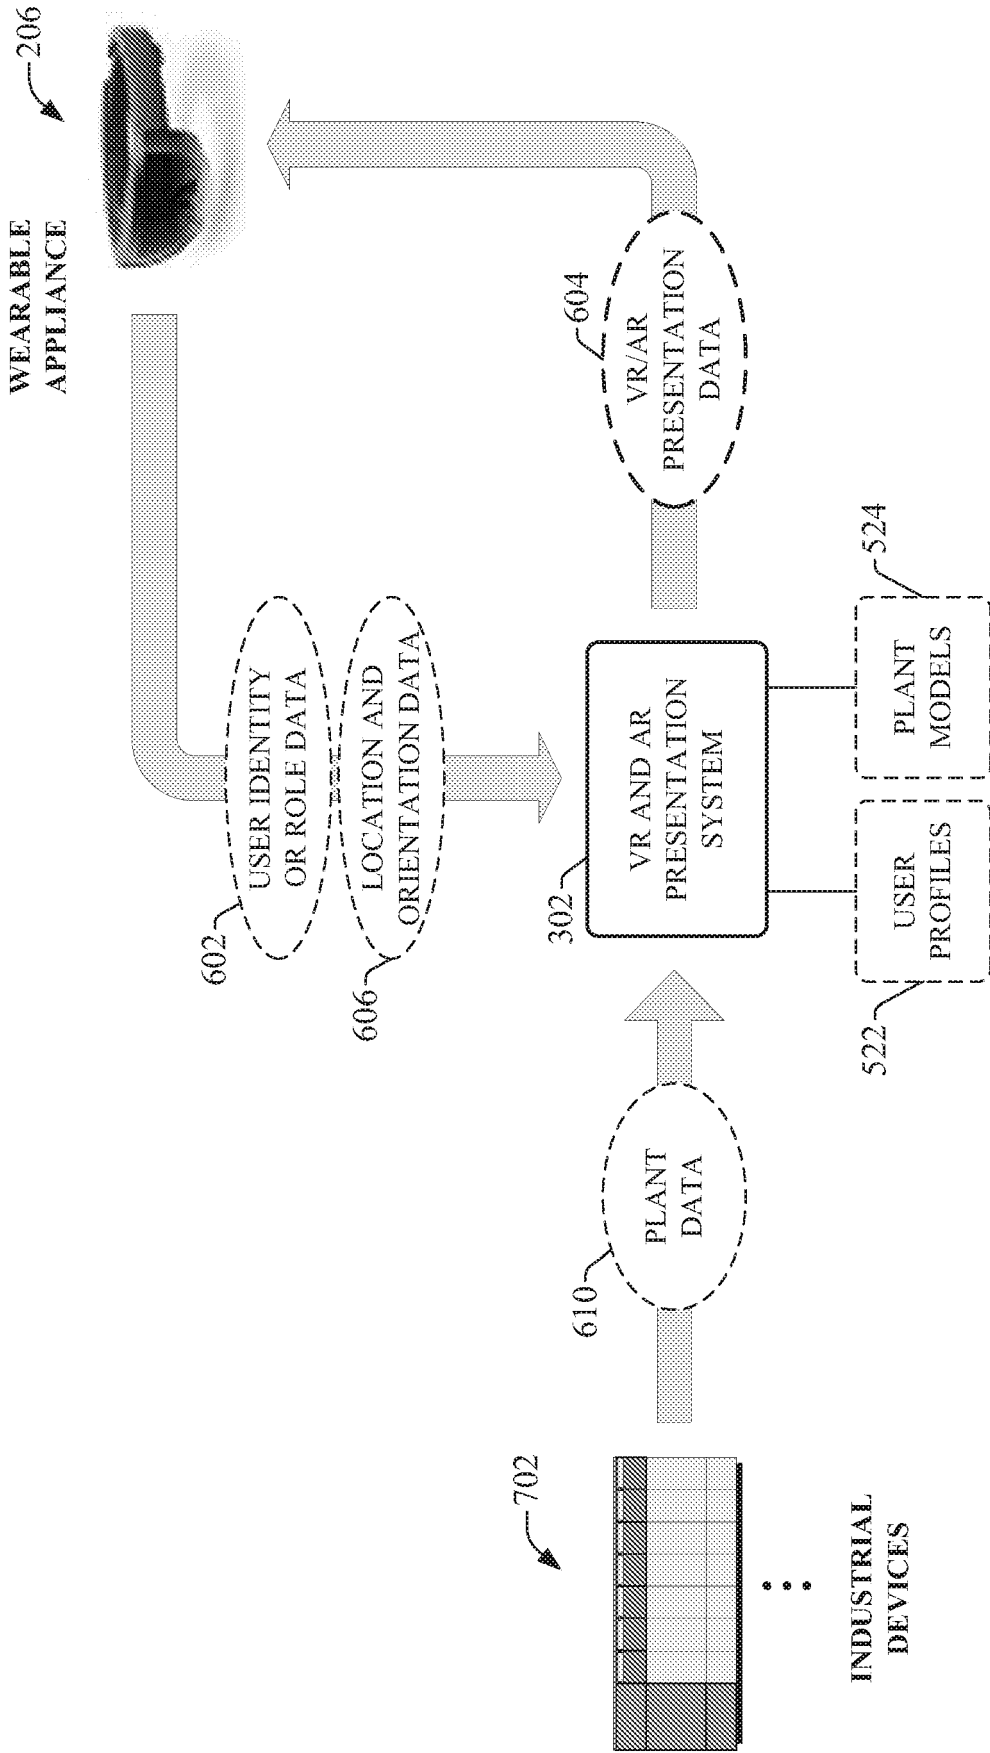 WEARABLE
APPLIANCE
206
602
USER IDENTITY
OR ROLE DATA
606
LOCATION AND
ORIENTATION DATA
702
INDUSTRIAL
DEVICES
610
PLANT
DATA
302
VR AND AR
PRESENTATION
SYSTEM
604
VR/AR
PRESENTATION
DATA
522
USER
PROFILES
524
PLANT
MODELS